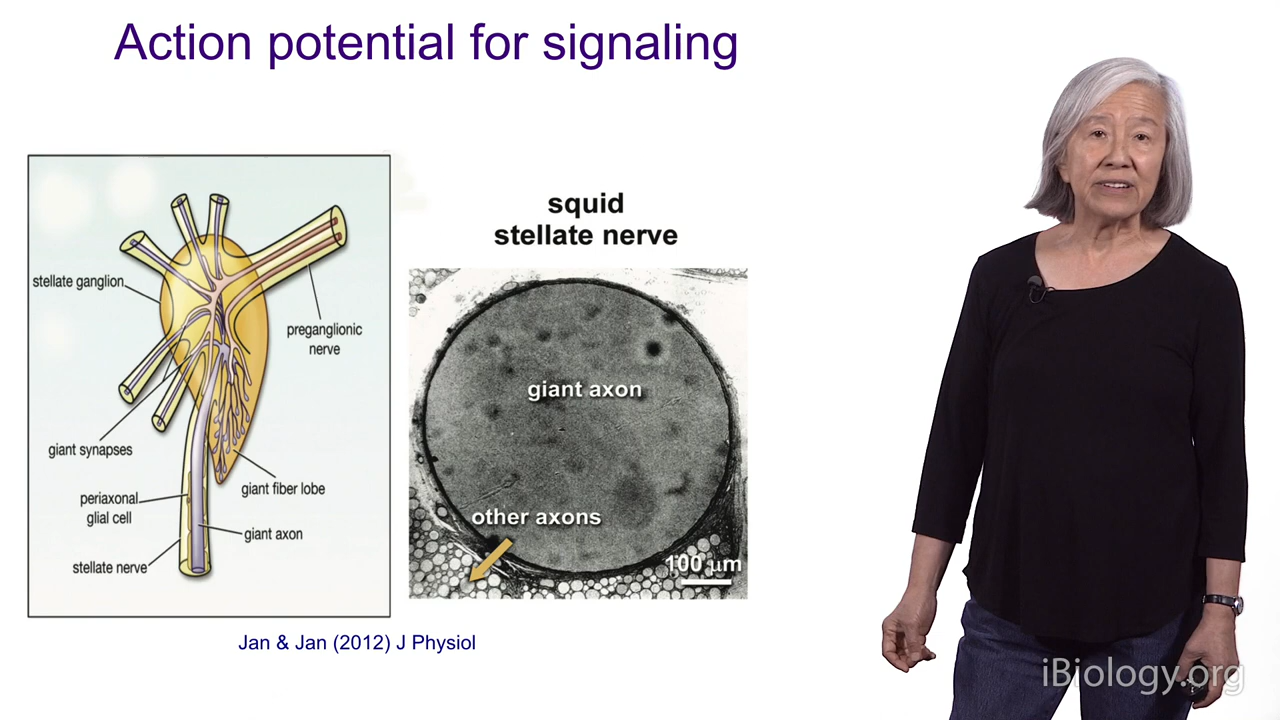 Action potential for signaling
stellate ganglion
preganglionic
nerve
giant synapses
periaxonal
glial cell
giant fiber lobe
giant axon
stellate nerve
squid
stellate nerve
giant axon
other axons
100 μm
Jan & Jan (2012) J Physiol
iBiology.org